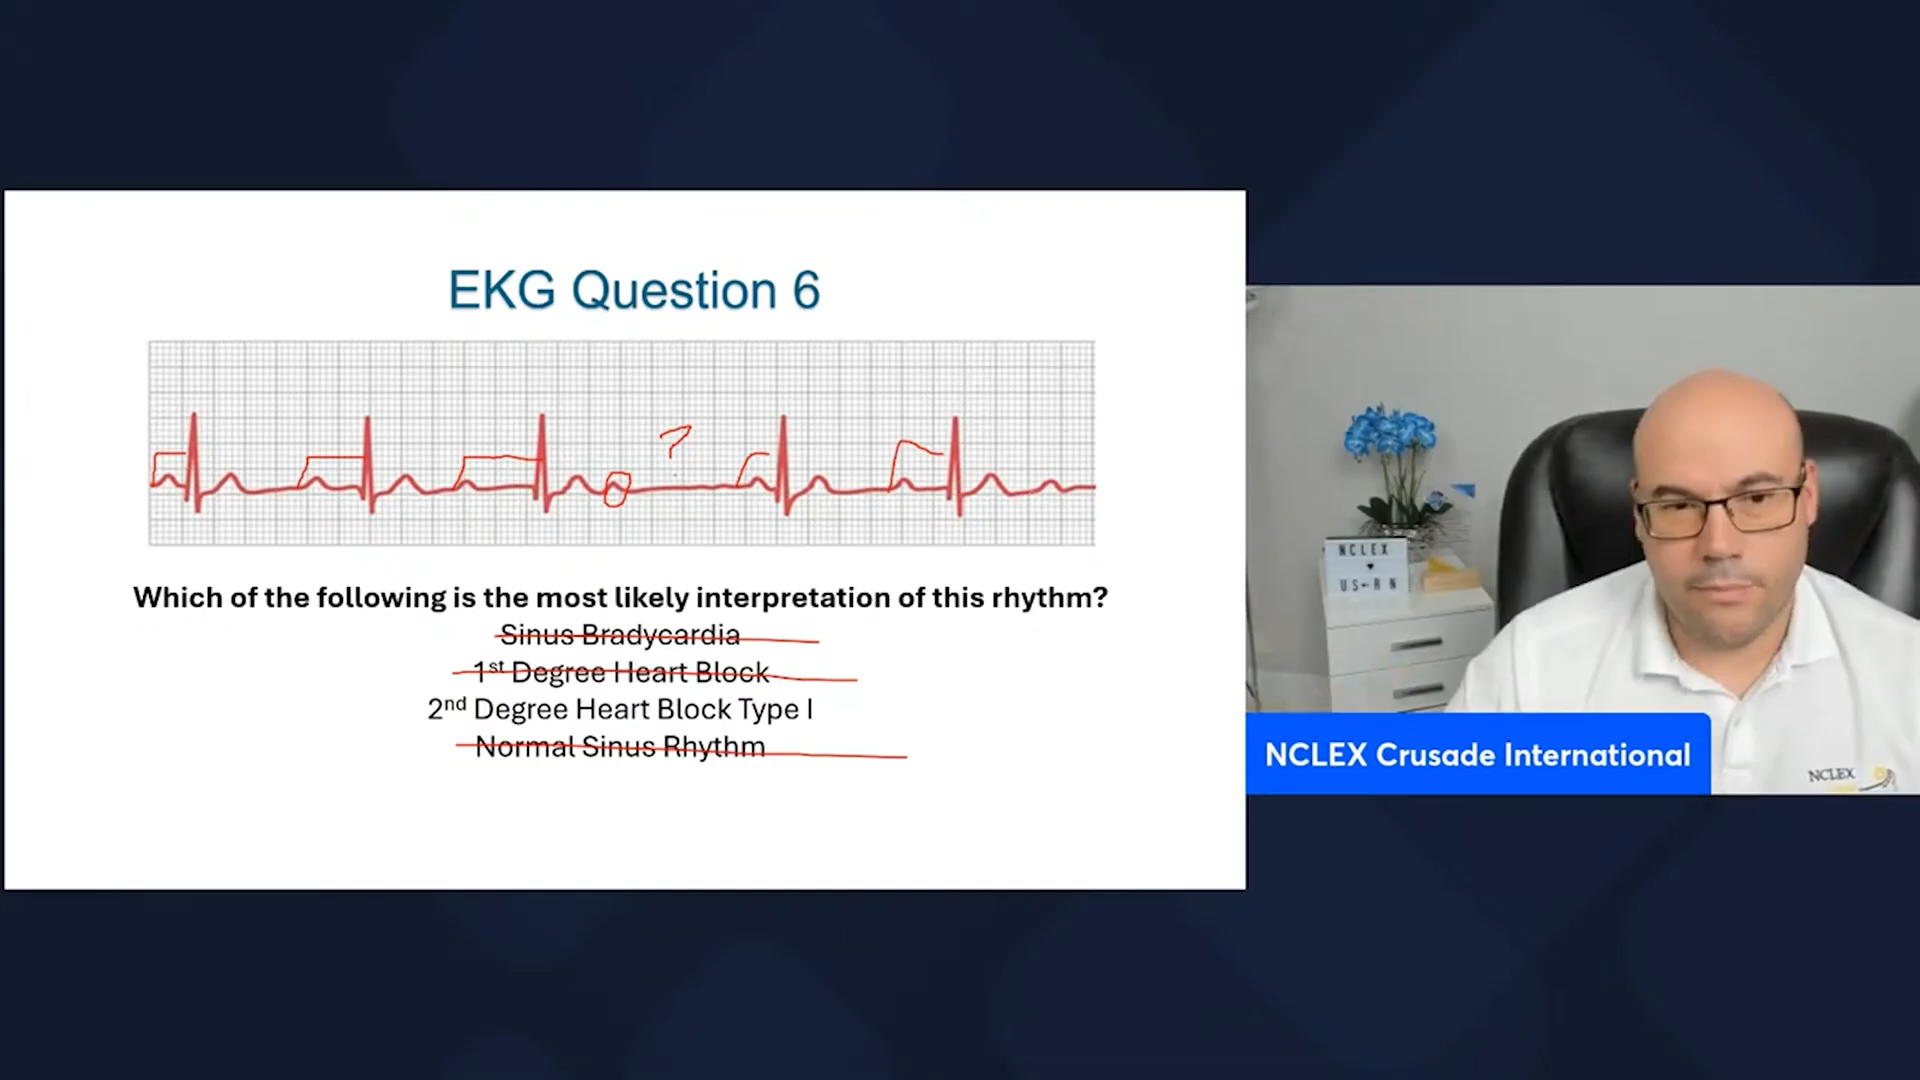 EKG Question 6
?
Which of the following is the most likely interpretation of this rhythm?
Sinus Bradycardia
1st Degree Heart Block
2nd Degree Heart Block Type I
Normal Sinus Rhythm
NCLEX
US-RN
NCLEX Crusade International
NCLEX